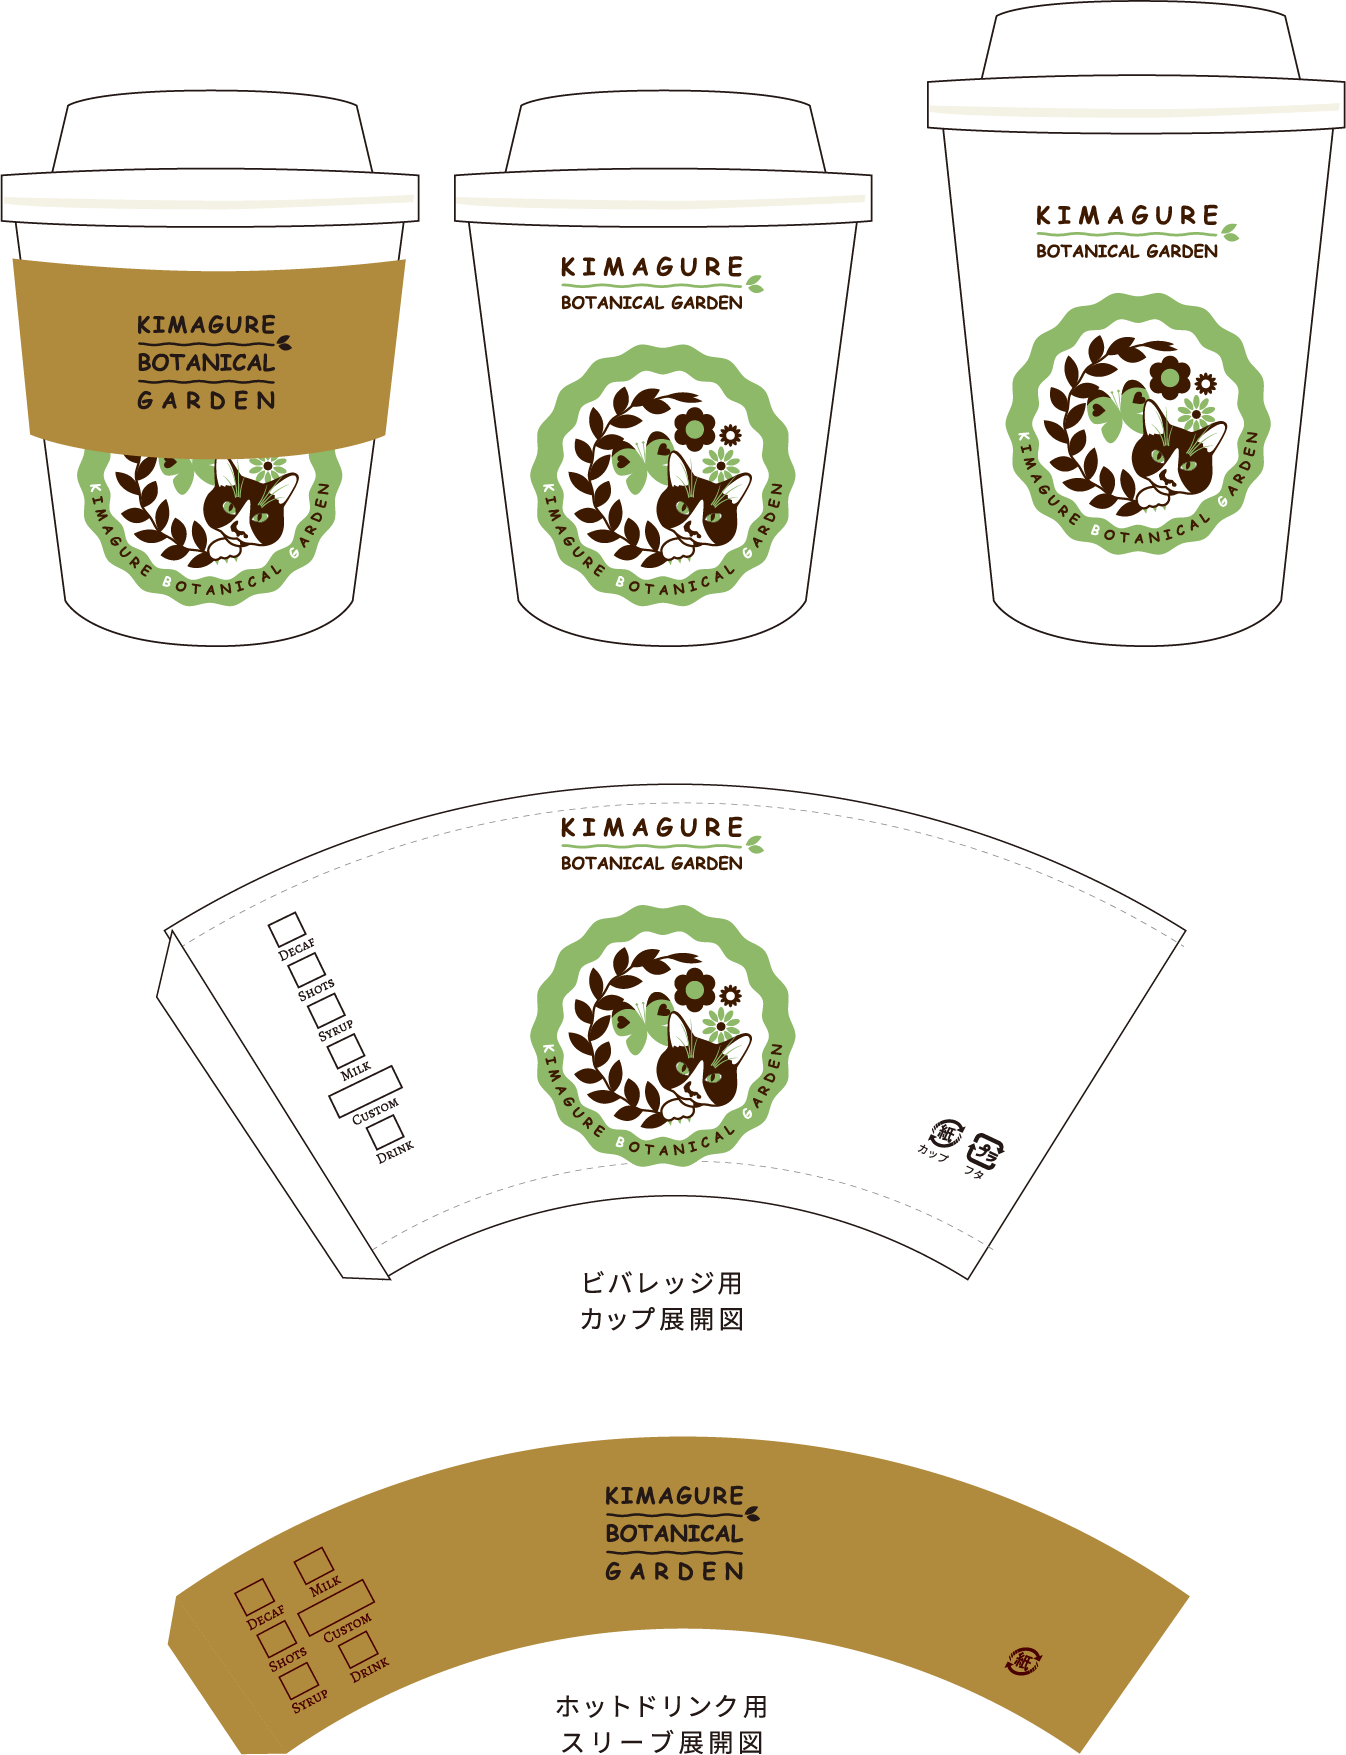 KIMAGURE
BOTANICAL
GARDEN
KIMAGURE BOTANICAL GARDEN
KIMAGURE
BOTANICAL GARDEN
KIMAGURE BOTANICAL GARDEN
KIMAGURE
BOTANICAL GARDEN
KIMAGURE BOTANICAL GARDEN
KIMAGURE
BOTANICAL GARDEN
KIMAGURE BOTANICAL GARDEN
DECAF
SHOTS
SYRUP
MILK
CUSTOM
DRINK
紙
カップ
プラ
フタ
ビバレッジ用
カップ展開図
KIMAGURE
BOTANICAL
GARDEN
DECAF
SHOTS
SYRUP
MILK
CUSTOM
DRINK
紙
ホットドリンク用
スリーブ展開図